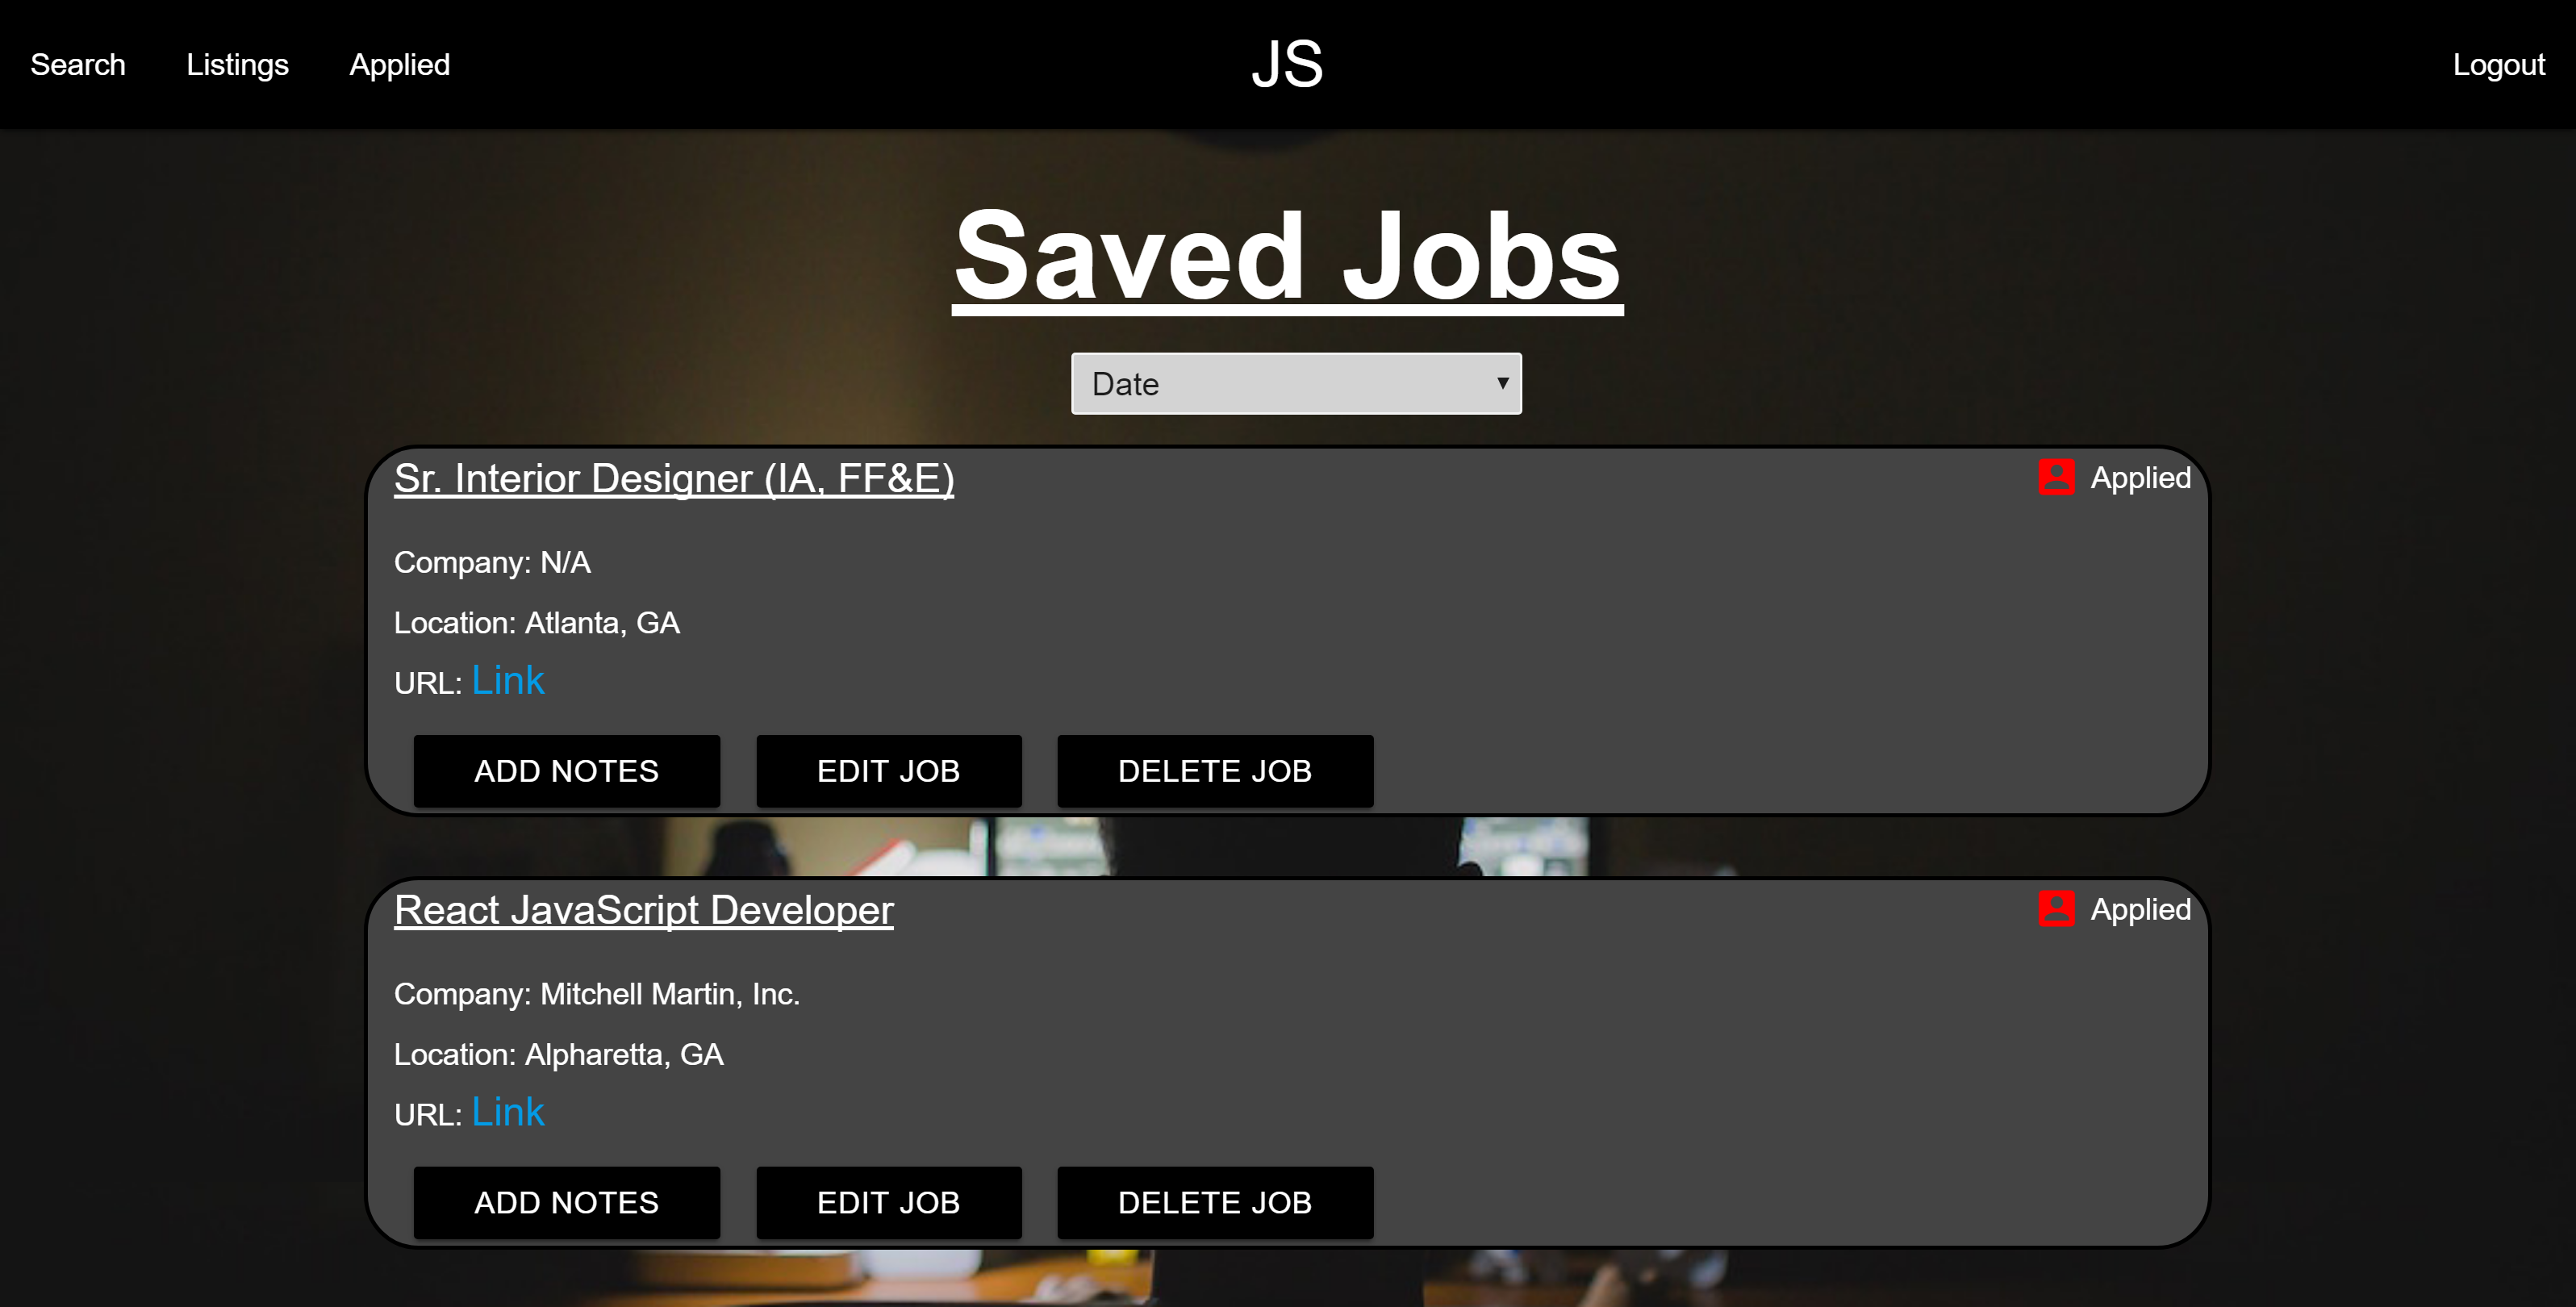 Search Listings Applied JS Logout
Saved Jobs
Date
Sr. Interior Designer (IA, FF&E) Applied
Company: N/A
Location: Atlanta, GA
URL: Link
ADD NOTES EDIT JOB DELETE JOB
React JavaScript Developer Applied
Company: Mitchell Martin, Inc.
Location: Alpharetta, GA
URL: Link
ADD NOTES EDIT JOB DELETE JOB